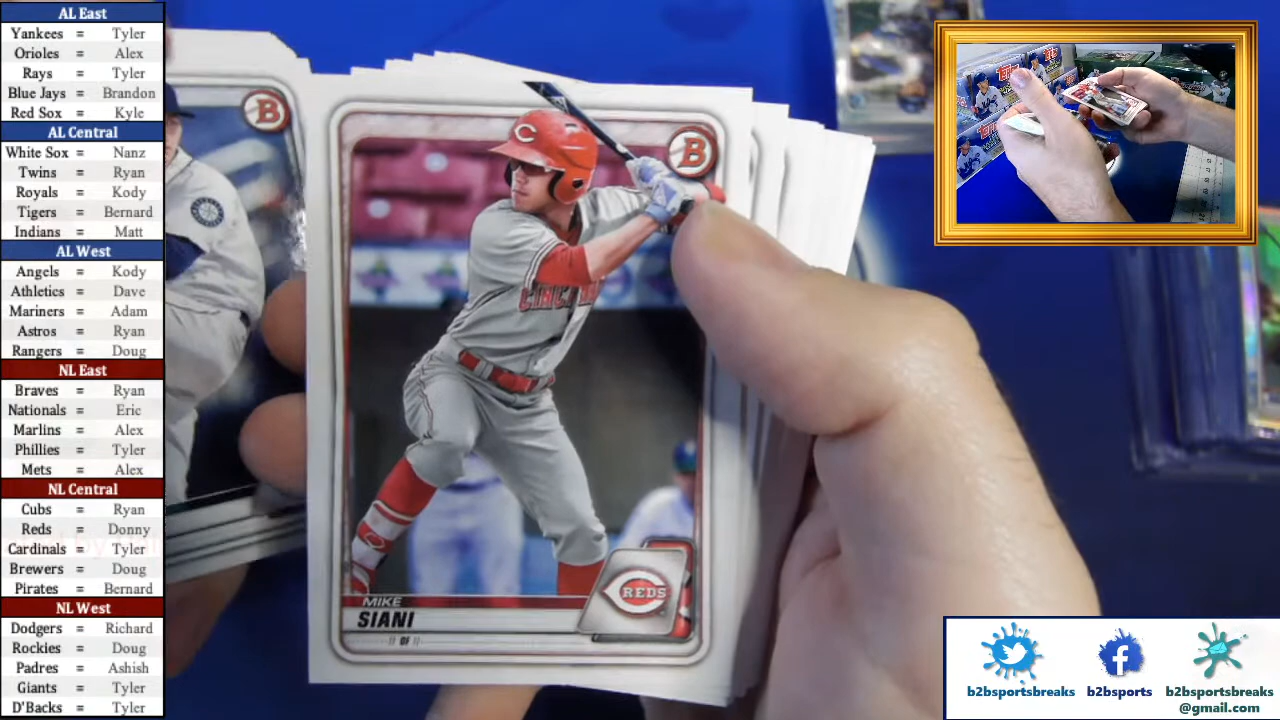 AL East
Yankees = Tyler
Orioles = Alex
Rays = Tyler
Blue Jays = Brandon
Red Sox = Kyle
AL Central
White Sox = Nanz
Twins = Ryan
Royals = Kody
Tigers = Bernard
Indians = Matt
AL West
Angels = Kody
Athletics = Dave
Mariners = Adam
Astros = Ryan
Rangers = Doug
NL East
Braves = Ryan
Nationals = Eric
Marlins = Alex
Phillies = Tyler
Mets = Alex
NL Central
Cubs = Ryan
Reds = Donny
Cardinals = Tyler
Brewers = Doug
Pirates = Bernard
NL West
Dodgers = Richard
Rockies = Doug
Padres = Ashish
Giants = Tyler
D'Backs = Tyler
B
B
C
CINCINN
REDS
MIKE
SIANI
b2bsportsbreaks
b2bsports
b2bsportsbreaks
@gmail.com